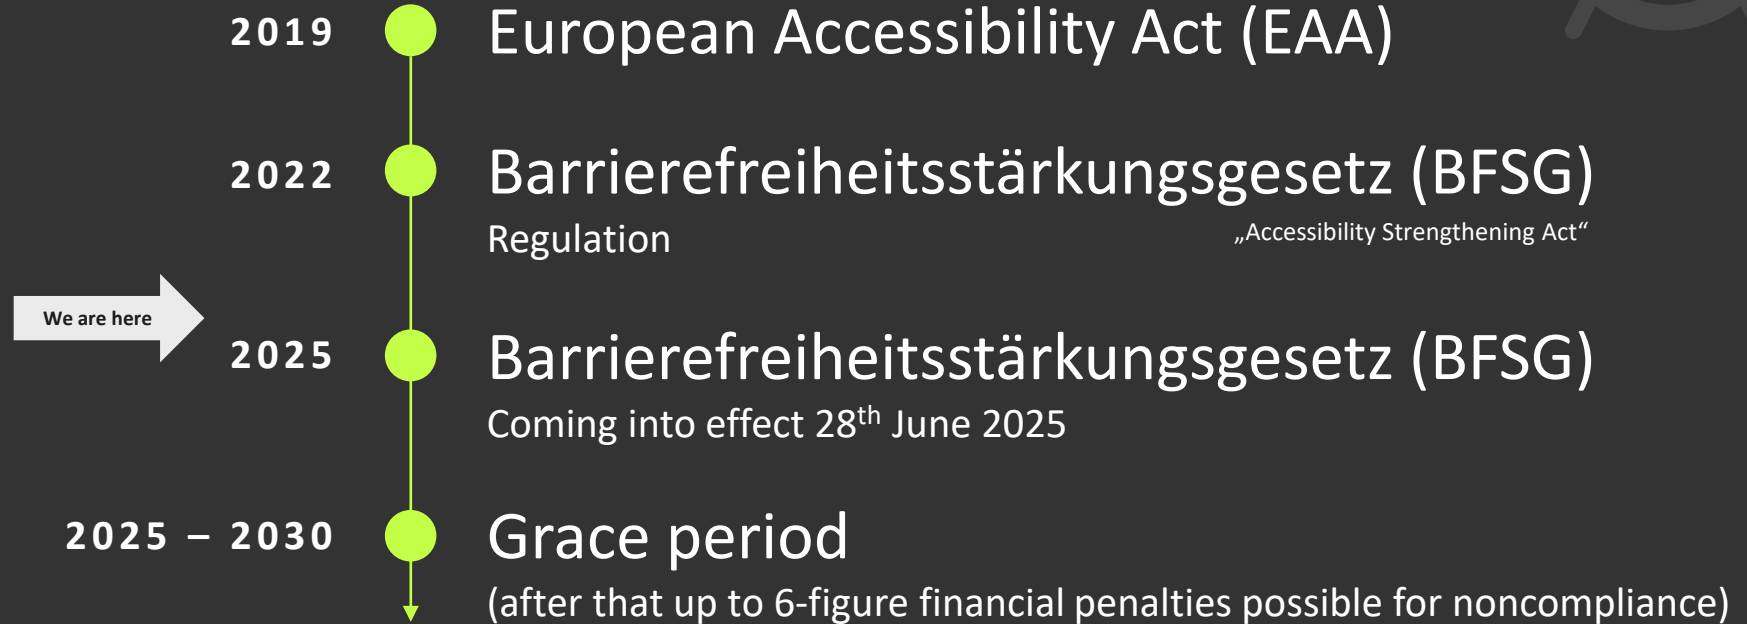 2019
European Accessibility Act (EAA)
2022
Barrierefreiheitsstärkungsgesetz (BFSG)
Regulation
„Accessibility Strengthening Act“
We are here
2025
Barrierefreiheitsstärkungsgesetz (BFSG)
Coming into effect 28th June 2025
2025 – 2030
Grace period
(after that up to 6-figure financial penalties possible for noncompliance)